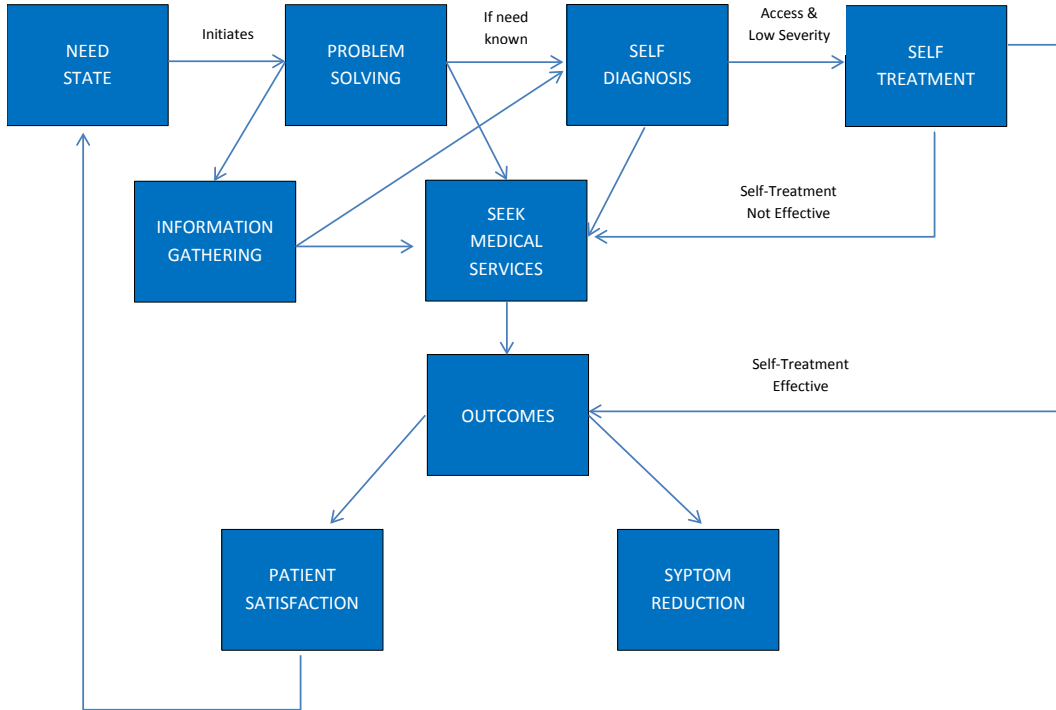 NEED
STATE
Initiates
PROBLEM
SOLVING
If need
known
SELF
DIAGNOSIS
Access &
Low Severity
SELF
TREATMENT
INFORMATION
GATHERING
SEEK
MEDICAL
SERVICES
Self-Treatment
Not Effective
OUTCOMES
Self-Treatment
Effective
PATIENT
SATISFACTION
SYPTOM
REDUCTION